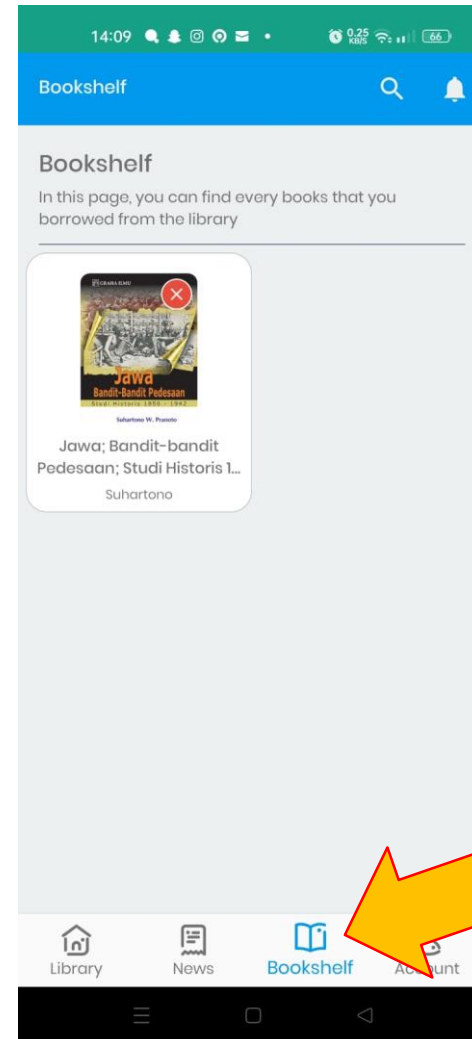 14:09
0.25
KB/S
66
Bookshelf
Bookshelf
In this page, you can find every books that you
borrowed from the library
GRAHA ILMU
Jawa
Bandit-Bandit Pedesaan
Studi Historis 1850 - 1942
Suhartono W. Pranoto
Jawa; Bandit-bandit
Pedesaan; Studi Historis 1...
Suhartono
Library
News
Bookshelf